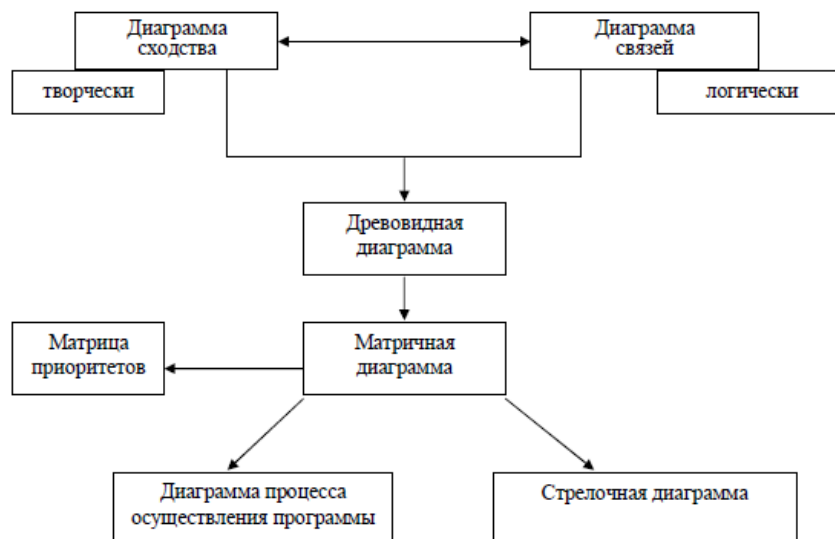 Диаграмма
сходства
Диаграмма
связей
творчески
логически
Древовидная
диаграмма
Матрица
приоритетов
Матричная
диаграмма
Диаграмма процесса
осуществления программы
Стрелочная диаграмма